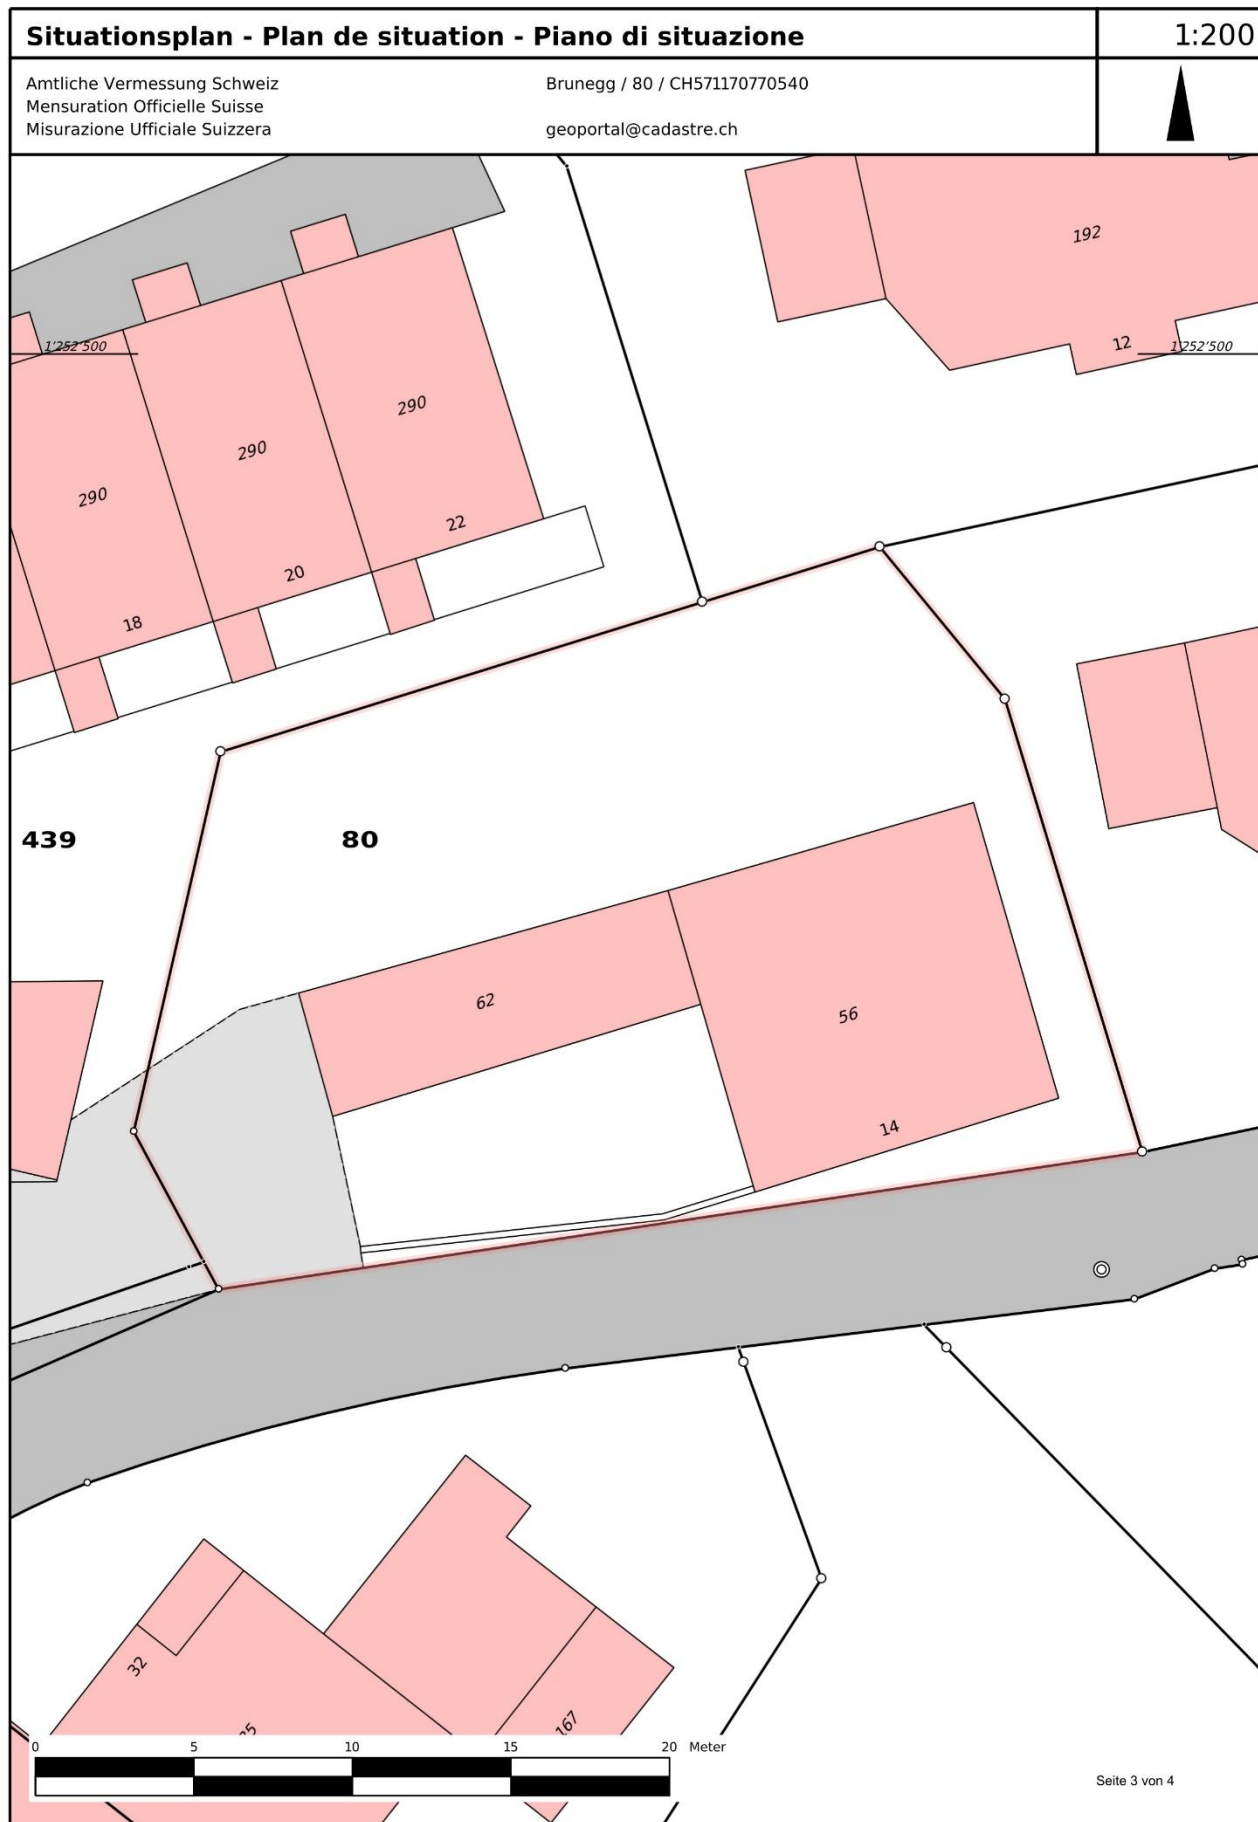 Situationsplan - Plan de situation - Piano di situazione
1:200
Amtliche Vermessung Schweiz
Mensuration Officielle Suisse
Misurazione Ufficiale Suizzera
Brunegg / 80 / CH571170770540
geoportal@cadastre.ch
192
12
1'252'500
1'252'500
290
290
290
22
20
18
439
80
62
56
14
32
167
0 5 10 15 20 Meter
Seite 3 von 4